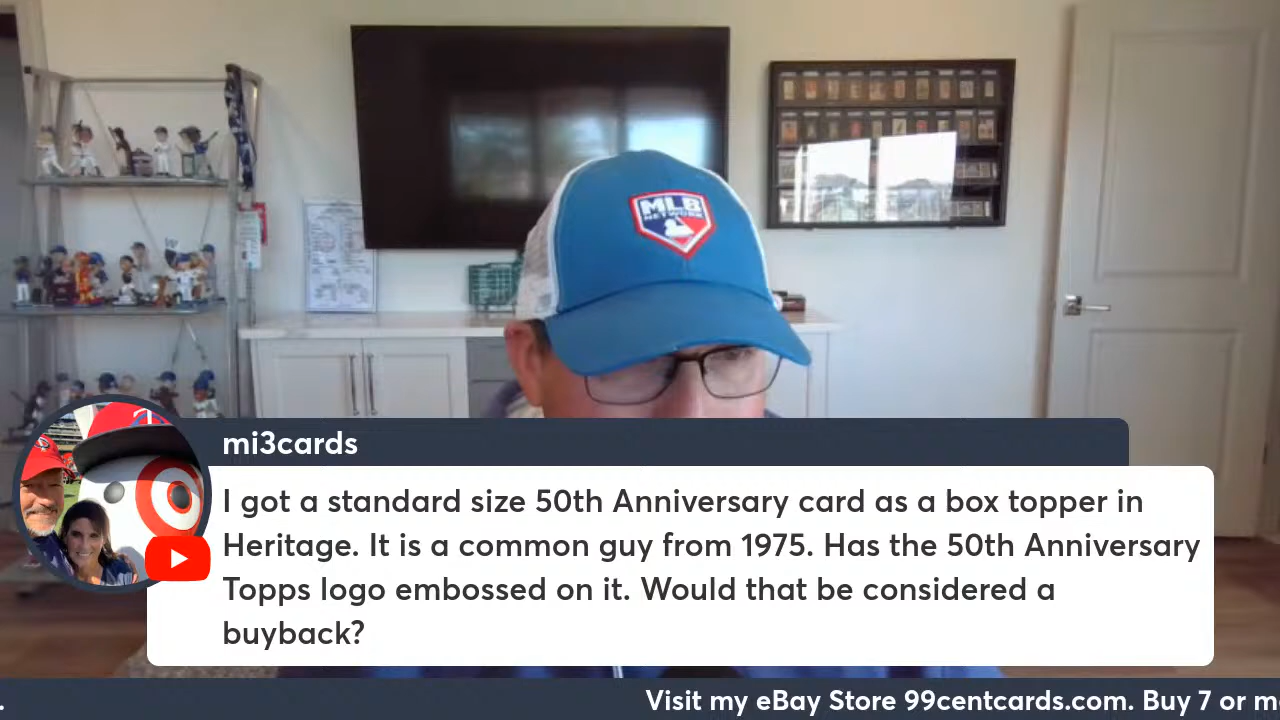 MLB
NETWORK
mi3cards
I got a standard size 50th Anniversary card as a box topper in
Heritage. It is a common guy from 1975. Has the 50th Anniversary
Topps logo embossed on it. Would that be considered a
buyback?
. Visit my eBay Store 99centcards.com. Buy 7 or m